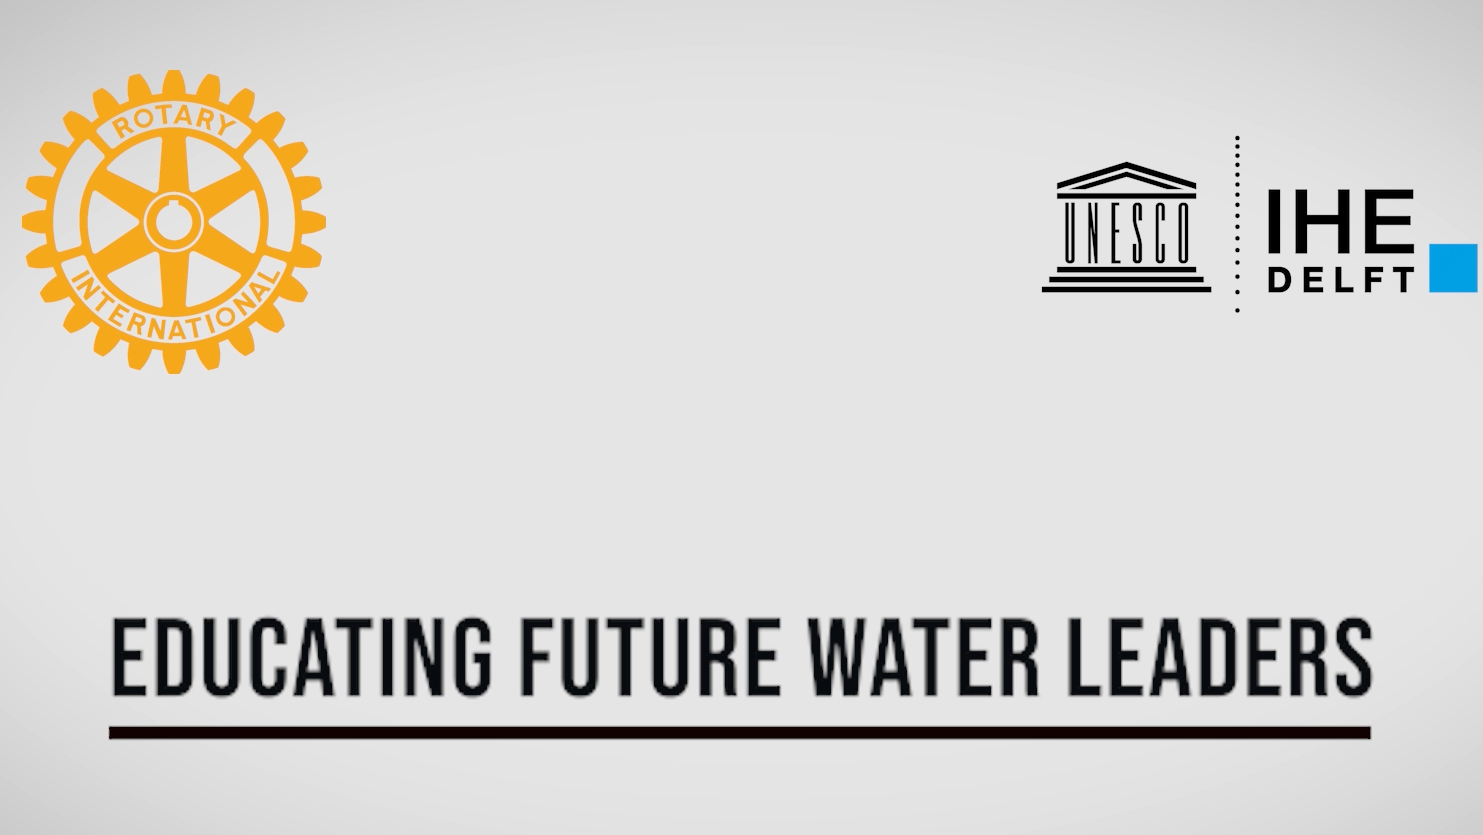 ROTARY
INTERNATIONAL
UNESCO
IHE
DELFT
EDUCATING FUTURE WATER LEADERS